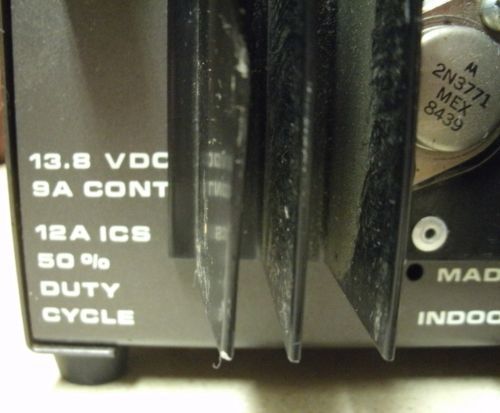 13.8 VDC
9A CONT
12A ICS
50%
DUTY
CYCLE
2N3771
MEX
8439
MAD
INDOO